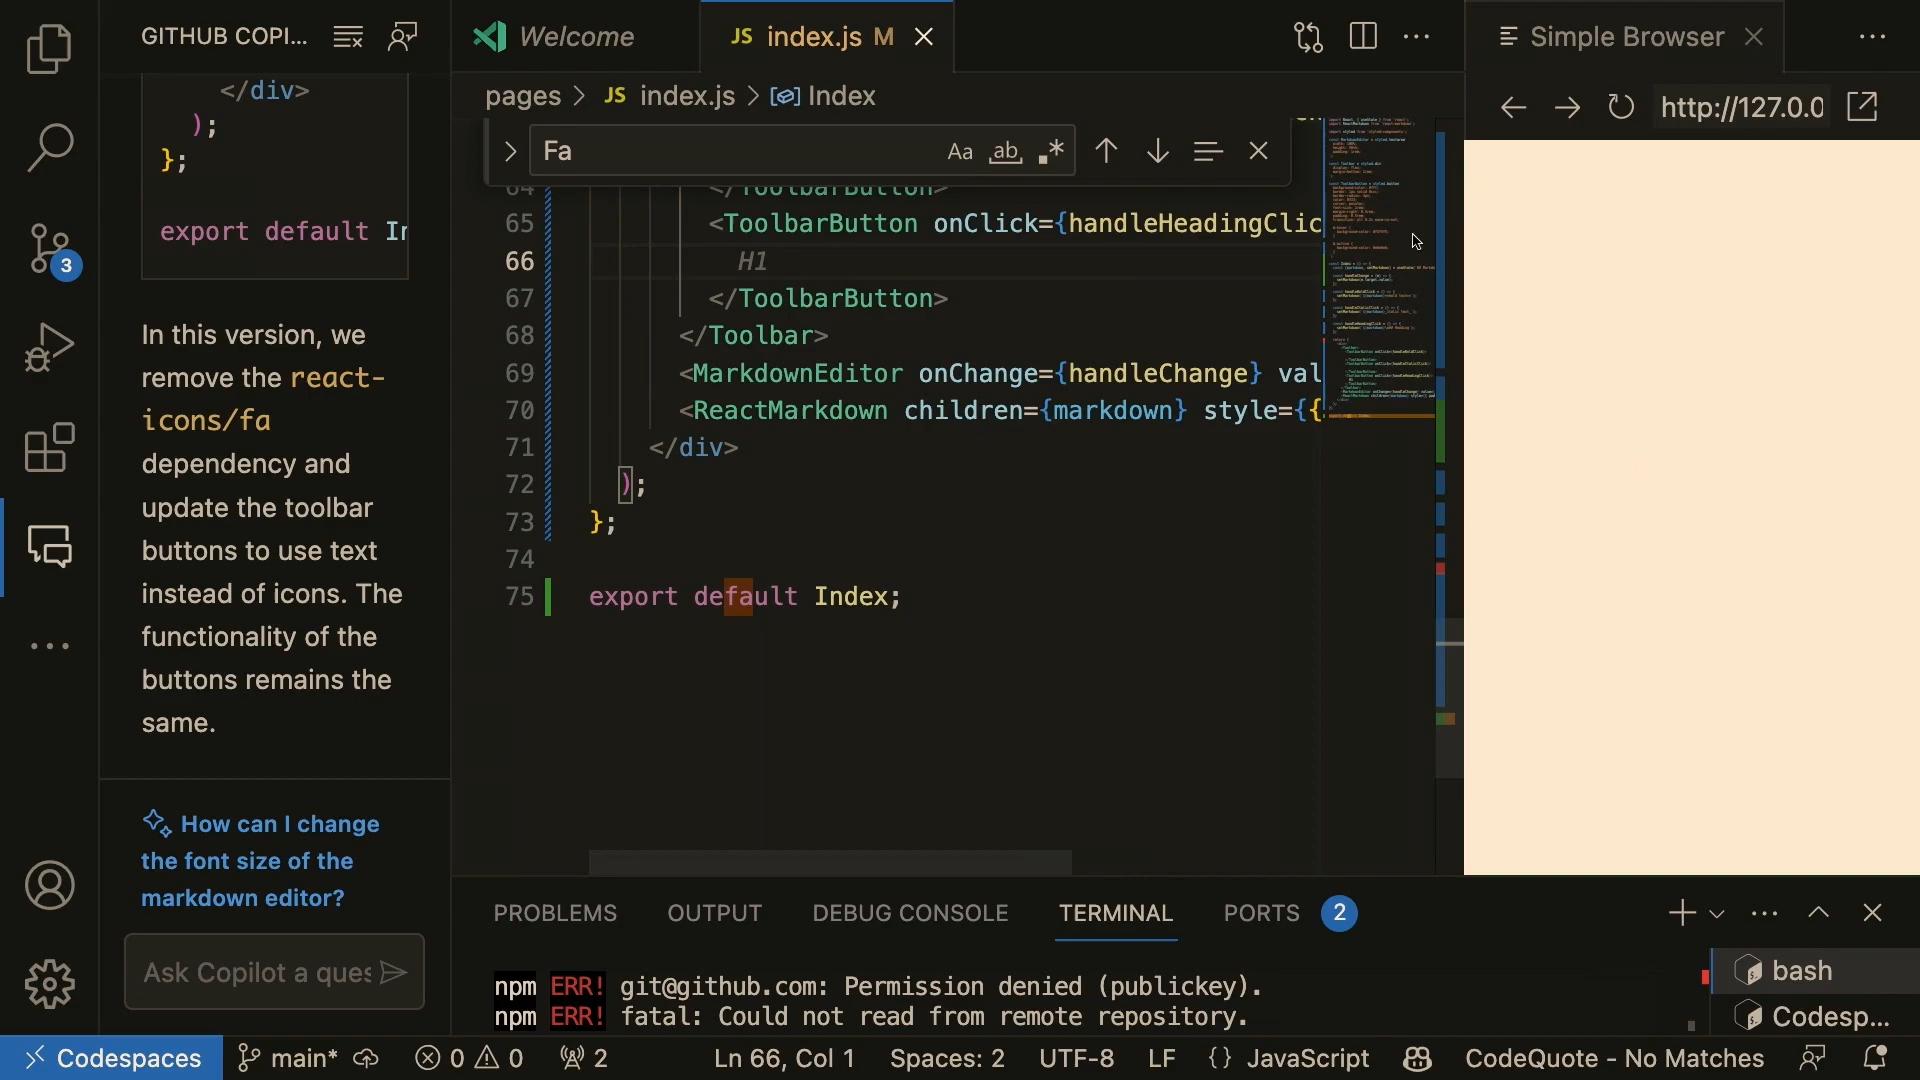 GITHUB COPI...
</div>
);
};
export default In
In this version, we
remove the react-
icons/fa
dependency and
update the toolbar
buttons to use text
instead of icons. The
functionality of the
buttons remains the
same.
How can I change
the font size of the
markdown editor?
Ask Copilot a ques
3
Welcome
JS index.js M
pages > JS index.js > Index
Fa
Aa ab .*
64 </ToolbarButton>
65 <ToolbarButton onClick={handleHeadingClic
66 H1
67 </ToolbarButton>
68 </Toolbar>
69 <MarkdownEditor onChange={handleChange} val
70 <ReactMarkdown children={markdown} style={{
71 </div>
72 );
73 };
74
75 export default Index;
Simple Browser
http://127.0.0
PROBLEMS OUTPUT DEBUG CONSOLE TERMINAL PORTS 2
npm ERR! git@github.com: Permission denied (publickey).
npm ERR! fatal: Could not read from remote repository.
bash
Codesp...
Codespaces main* 0 0 2 Ln 66, Col 1 Spaces: 2 UTF-8 LF {} JavaScript CodeQuote - No Matches